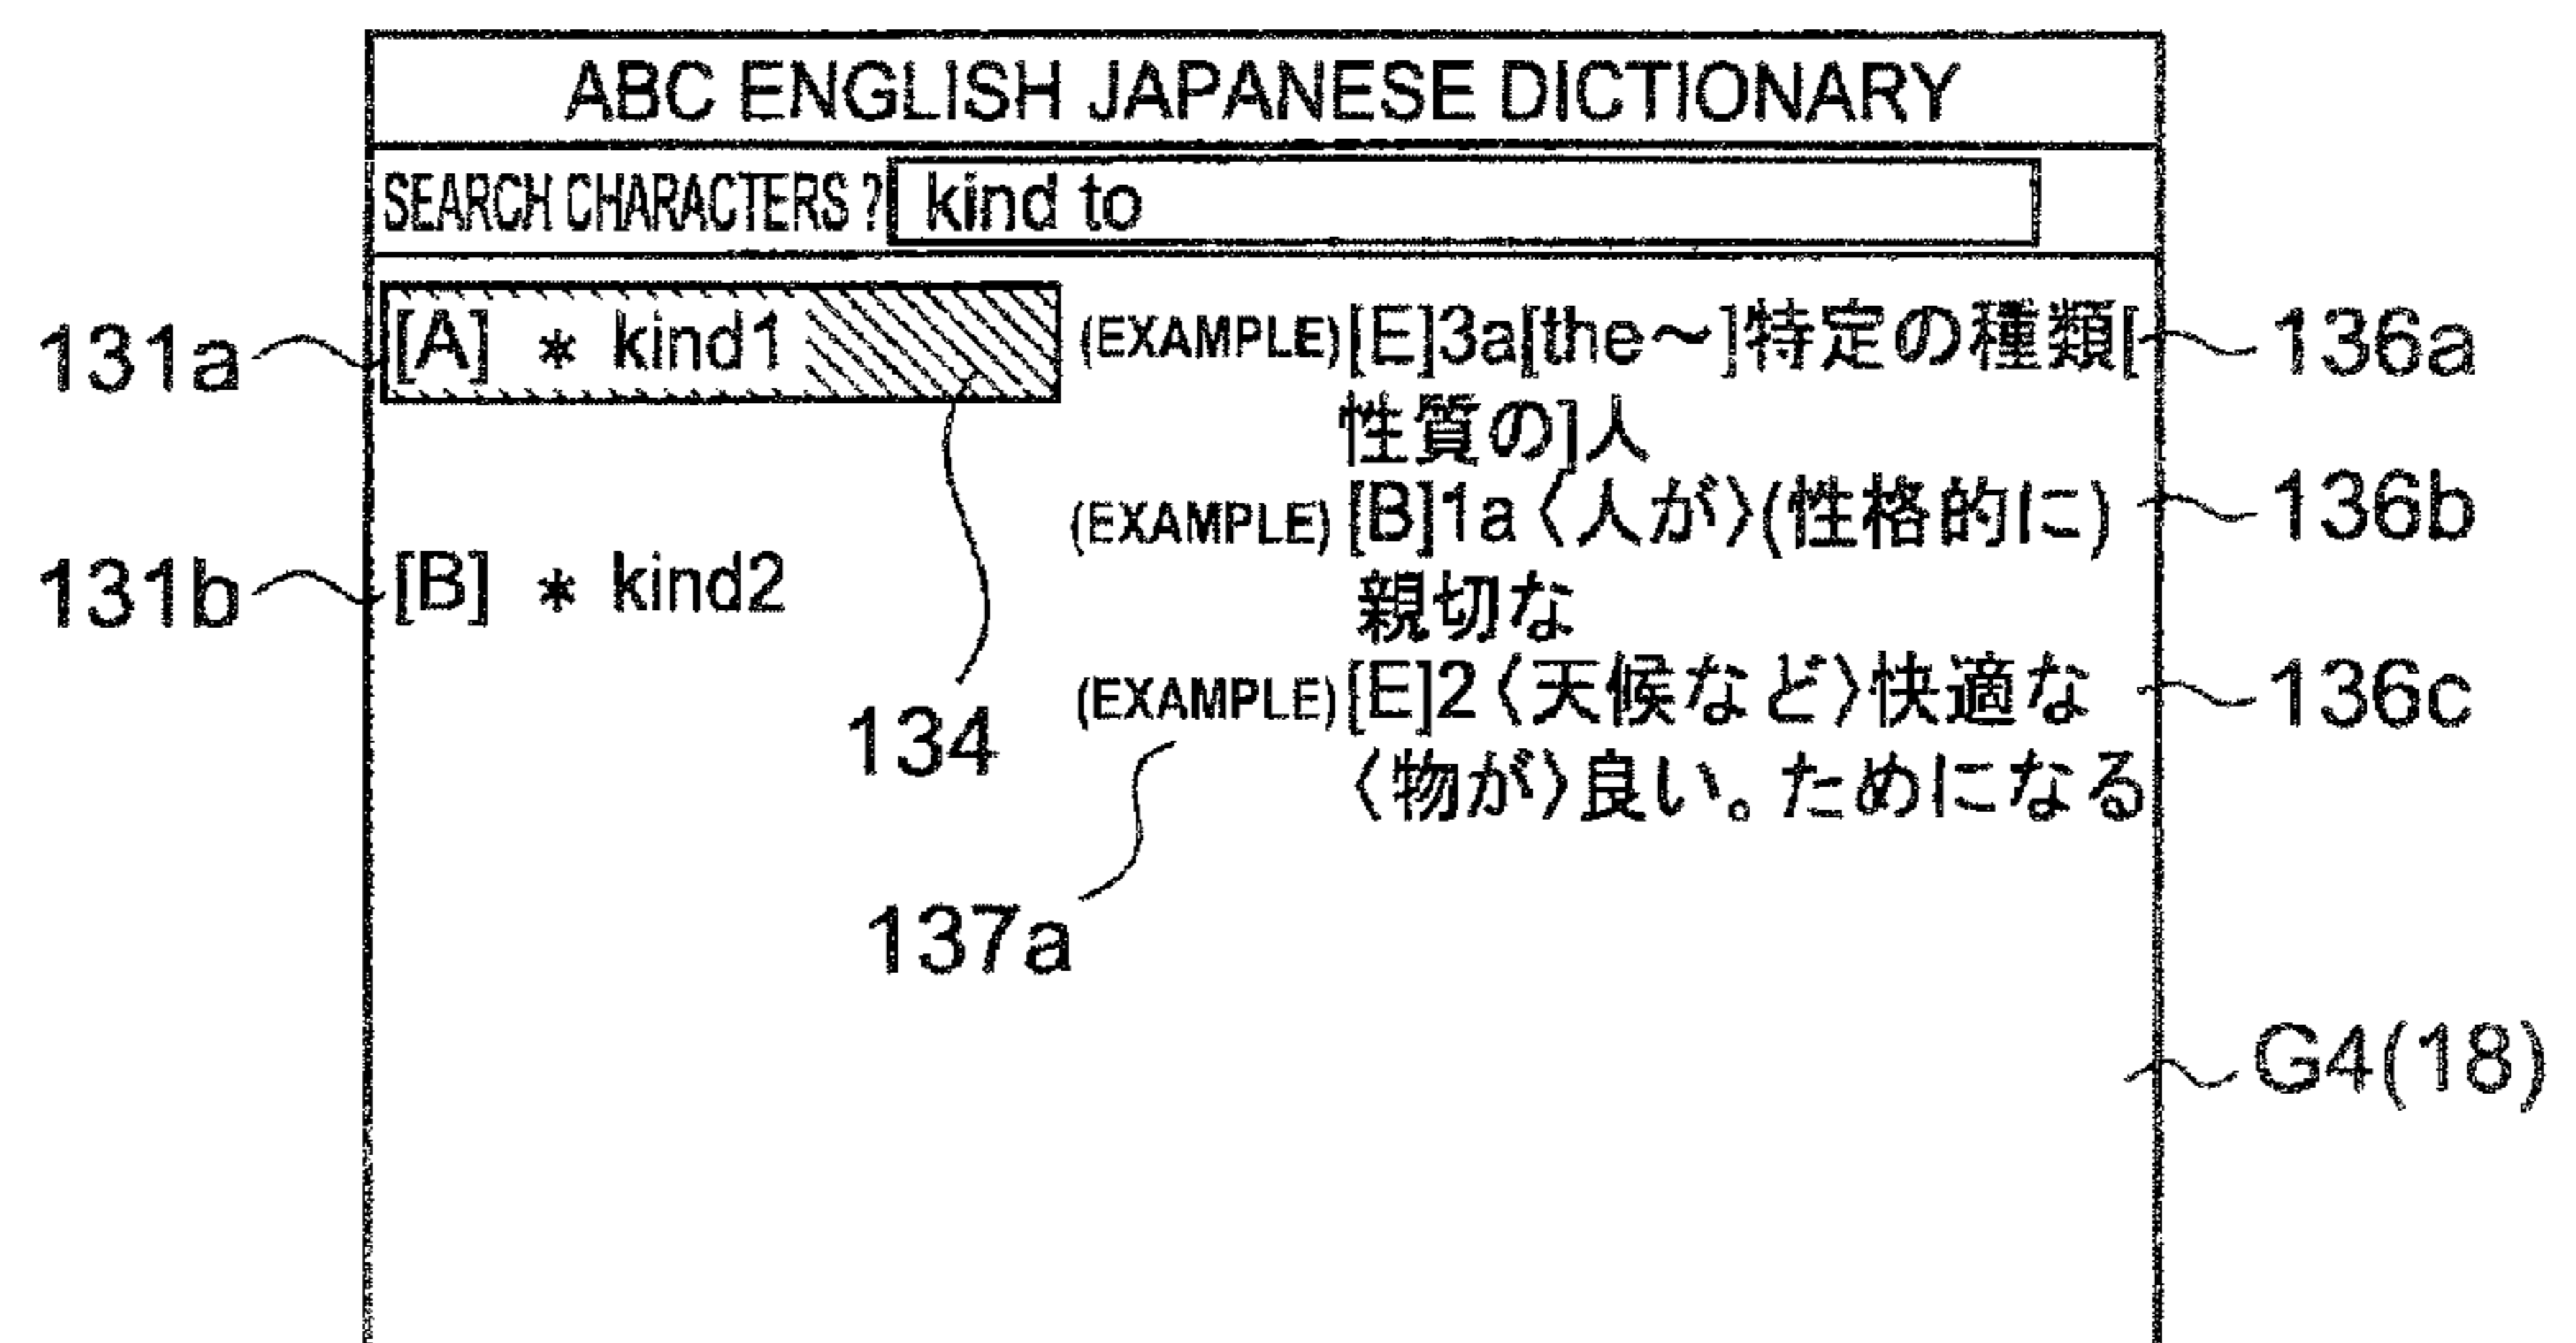 ABC ENGLISH JAPANESE DICTIONARY
SEARCH CHARACTERS ? kind to
131a [A] * kind1 (EXAMPLE) [E]3a[the～]特定の種類[ 136a
性質の]人
(EXAMPLE) [B]1a〈人が〉(性格的に) 136b
131b [B] * kind2 親切な
134 (EXAMPLE) [E]2〈天候など〉快適な 136c
〈物が〉良い。ためになる
137a
G4(18)